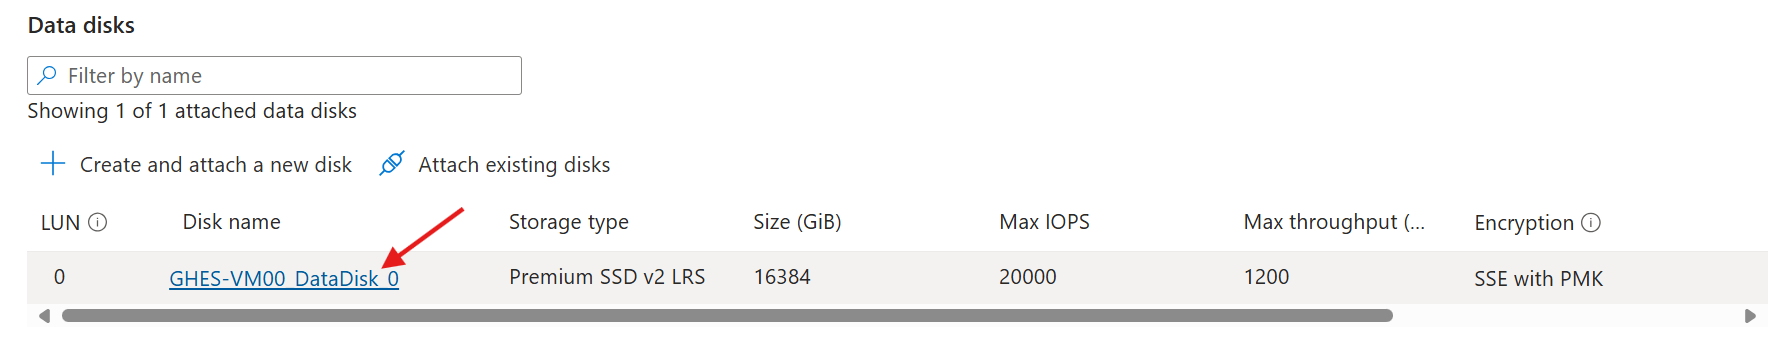 Data disks
Filter by name
Showing 1 of 1 attached data disks
Create and attach a new disk Attach existing disks
LUN Disk name Storage type Size (GiB) Max IOPS Max throughput (... Encryption
0 GHES-VM00_DataDisk_0 Premium SSD v2 LRS 16384 20000 1200 SSE with PMK